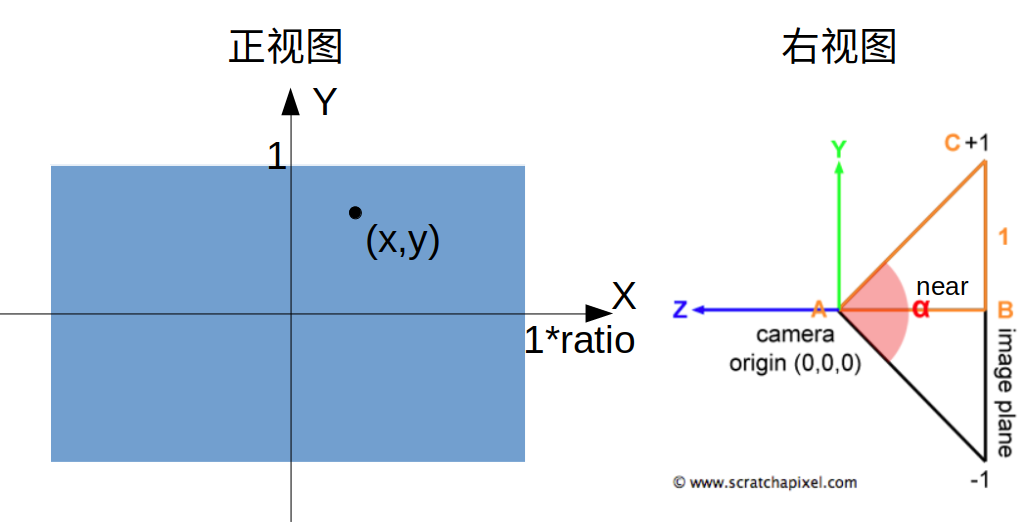 正视图
Y
1
(x,y)
X
1*ratio
右视图
Y
C +1
1
near
Z
A
α
B
camera
origin (0,0,0)
image plane
-1
© www.scratchapixel.com